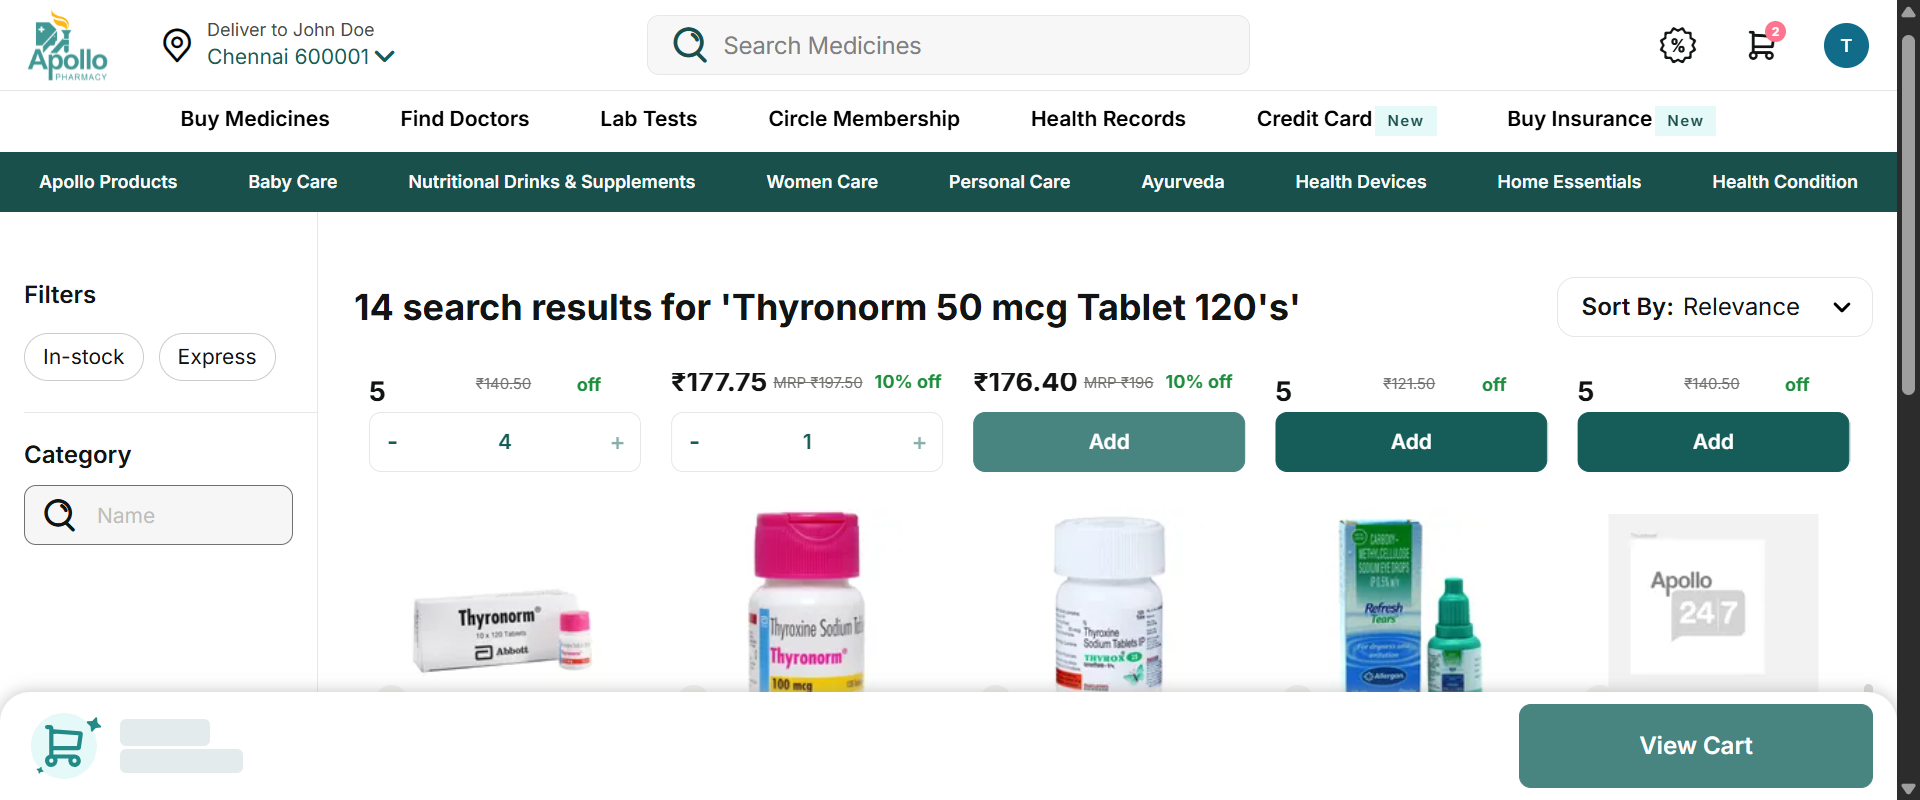 Apollo
PHARMACY
Deliver to John Doe
Chennai 600001
Search Medicines
%
2
T
Buy Medicines
Find Doctors
Lab Tests
Circle Membership
Health Records
Credit Card New
Buy Insurance New
Apollo Products
Baby Care
Nutritional Drinks & Supplements
Women Care
Personal Care
Ayurveda
Health Devices
Home Essentials
Health Condition
Filters
In-stock
Express
Category
Name
14 search results for 'Thyronorm 50 mcg Tablet 120's'
Sort By: Relevance
5 ₹140.50 off
- 4 +
₹177.75 MRP ₹197.50 10% off
- 1 +
₹176.40 MRP ₹196 10% off
Add
5 ₹121.50 off
Add
5 ₹140.50 off
Add
Thyronorm®
10 x 120 Tablets
Abbott
Thyroxine Sodium Tab
Thyronorm®
100 mcg
Thyroxine
Sodium Tablets IP
THYROX 25
CARBOXY-
METHYLCELLULOSE
SODIUM EYE DROPS
IP 0.5% w/v
Refresh
Tears
Allergan
Apollo
24|7
View Cart